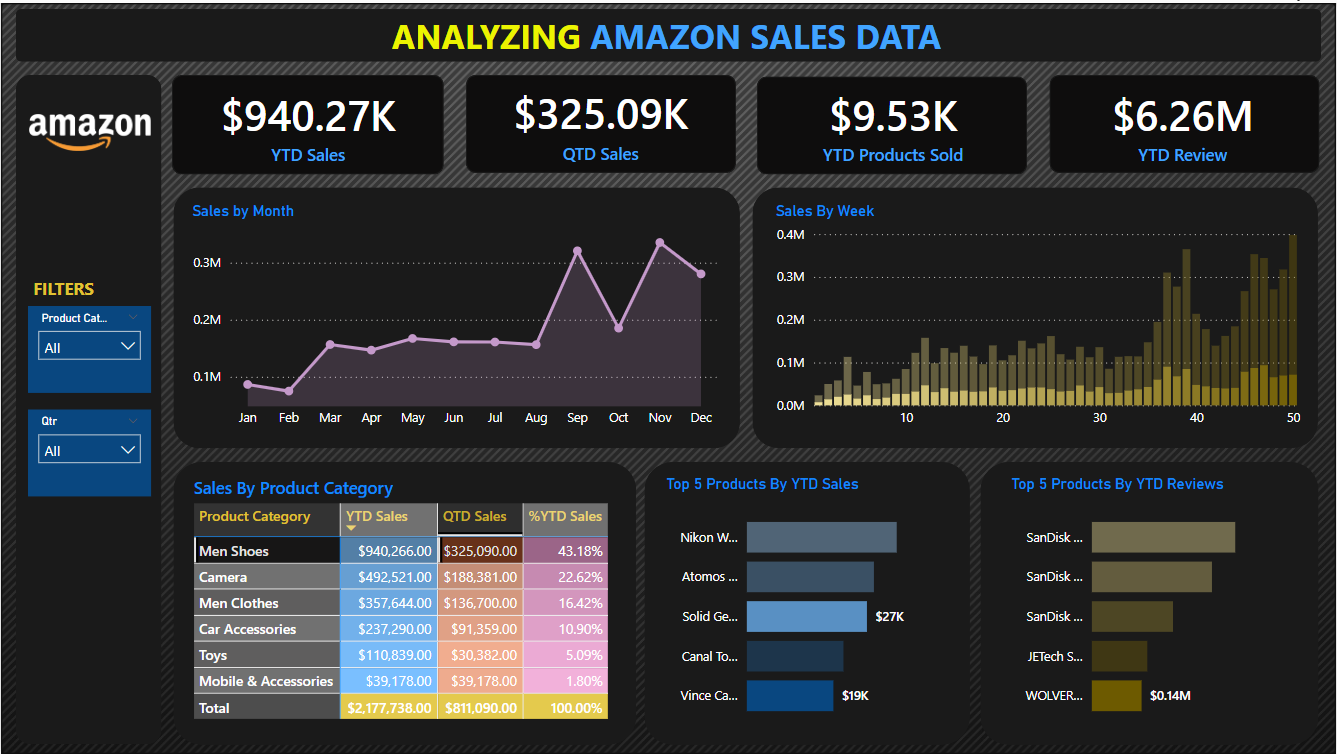 ANALYZING AMAZON SALES DATA
amazon
$940.27K
YTD Sales
$325.09K
QTD Sales
$9.53K
YTD Products Sold
$6.26M
YTD Review
FILTERS
Product Cat...
All
Qtr
All
Sales by Month
0.3M
0.2M
0.1M
Jan Feb Mar Apr May Jun Jul Aug Sep Oct Nov Dec
Sales By Week
0.4M
0.3M
0.2M
0.1M
0.0M
10 20 30 40 50
Sales By Product Category
Product Category YTD Sales QTD Sales %YTD Sales
Men Shoes $940,266.00 $325,090.00 43.18%
Camera $492,521.00 $188,381.00 22.62%
Men Clothes $357,644.00 $136,700.00 16.42%
Car Accessories $237,290.00 $91,359.00 10.90%
Toys $110,839.00 $30,382.00 5.09%
Mobile & Accessories $39,178.00 $39,178.00 1.80%
Total $2,177,738.00 $811,090.00 100.00%
Top 5 Products By YTD Sales
Nikon W...
Atomos ...
Solid Ge... $27K
Canal To...
Vince Ca... $19K
Top 5 Products By YTD Reviews
SanDisk ...
SanDisk ...
SanDisk ...
JETech S...
WOLVER... $0.14M